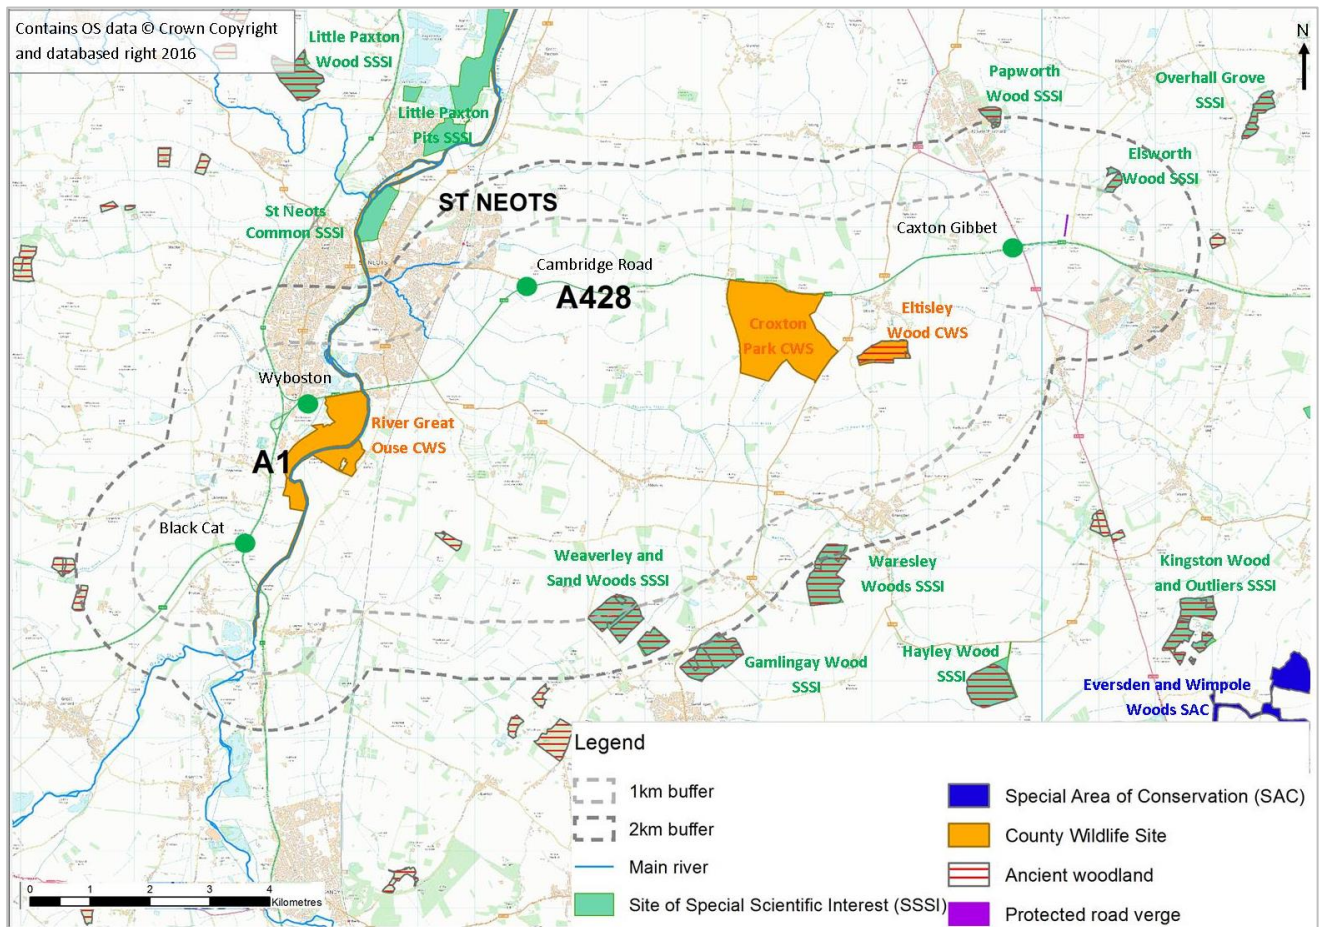 Contains OS data © Crown Copyright
and databased right 2016
Little Paxton
Wood SSSI
Little Paxton
Pits SSSI
N
Papworth
Wood SSSI
Overhall Grove
SSSI
Elsworth
Wood SSSI
St Neots
Common SSSI
ST NEOTS
Caxton Gibbet
Cambridge Road
A428
Croxton
Park CWS
Eltisley
Wood CWS
Wyboston
River Great
Ouse CWS
A1
Black Cat
Weaverley and
Sand Woods SSSI
Waresley
Woods SSSI
Kingston Wood
and Outliers SSSI
Gamlingay Wood
SSSI
Hayley Wood
SSSI
Eversden and Wimpole
Woods SAC
Legend
1km buffer
2km buffer
Main river
Site of Special Scientific Interest (SSSI)
Special Area of Conservation (SAC)
County Wildlife Site
Ancient woodland
Protected road verge
0 1 2 3 4
Kilometres